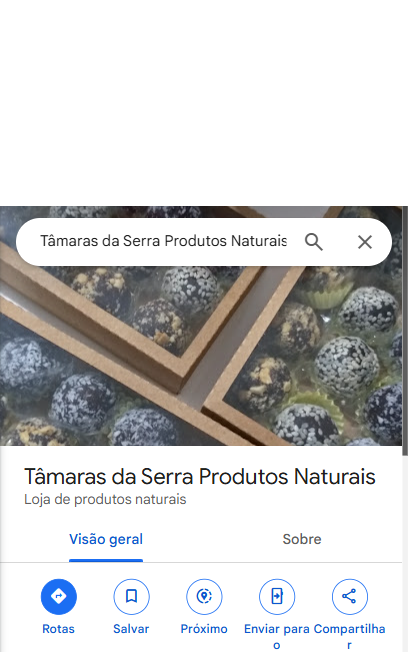 Tâmaras da Serra Produtos Naturais
Tâmaras da Serra Produtos Naturais
Loja de produtos naturais
Visão geral Sobre
Rotas Salvar Próximo Enviar para Compartilha
o r